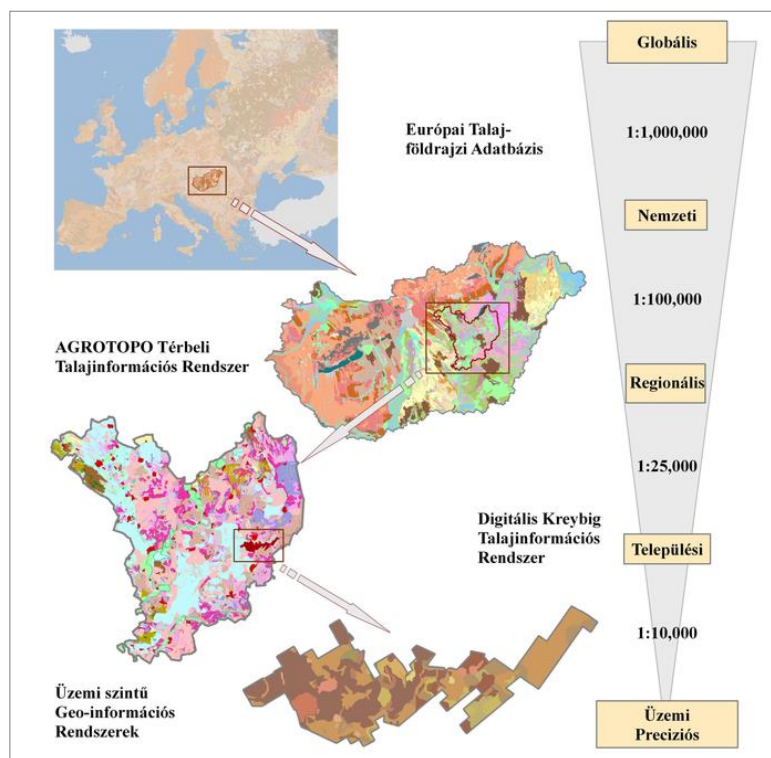 Globális
Európai Talaj-
földrajzi Adatbázis
1:1,000,000
Nemzeti
1:100,000
AGROTOPO Térbeli
Talajinformációs Rendszer
Regionális
1:25,000
Digitális Kreybig
Talajinformációs
Rendszer
Települési
1:10,000
Üzemi szintű
Geo-információs
Rendszerek
Üzemi
Preciziós